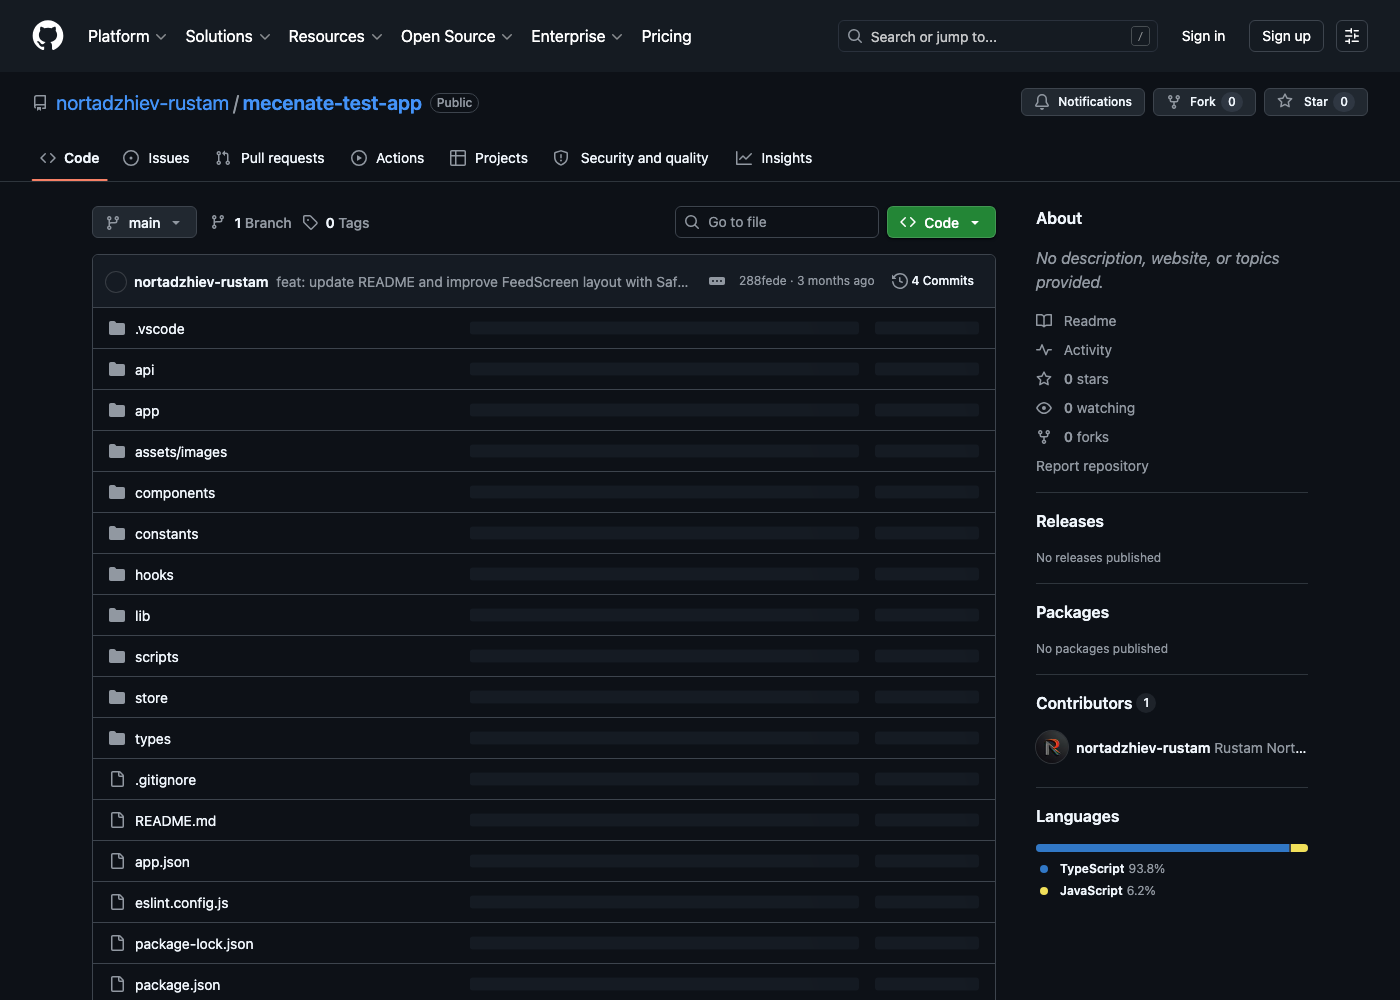 Platform Solutions Resources Open Source Enterprise Pricing Search or jump to... / Sign in Sign up
nortadzhiev-rustam / mecenate-test-app Public Notifications Fork 0 Star 0
Code Issues Pull requests Actions Projects Security and quality Insights
main 1 Branch 0 Tags Go to file Code
nortadzhiev-rustam feat: update README and improve FeedScreen layout with Saf... 288fede · 3 months ago 4 Commits
.vscode
api
app
assets/images
components
constants
hooks
lib
scripts
store
types
.gitignore
README.md
app.json
eslint.config.js
package-lock.json
package.json
About
No description, website, or topics
provided.
Readme
Activity
0 stars
0 watching
0 forks
Report repository
Releases
No releases published
Packages
No packages published
Contributors 1
nortadzhiev-rustam Rustam Nort...
Languages
TypeScript 93.8%
JavaScript 6.2%